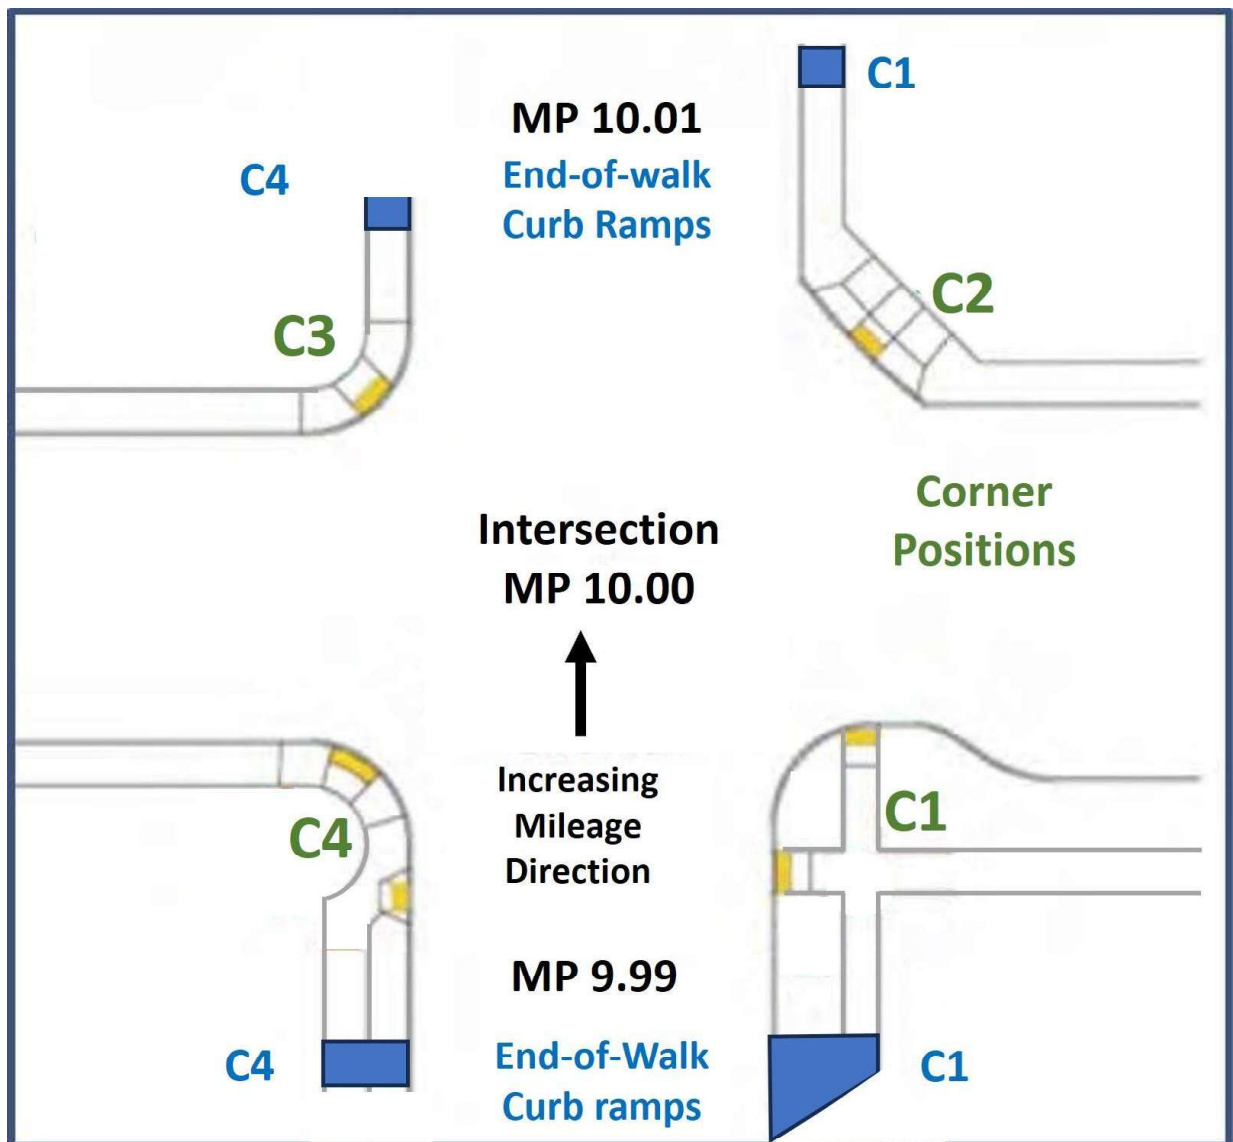 C1
MP 10.01
End-of-walk
Curb Ramps
C4
C2
C3
Corner
Positions
Intersection
MP 10.00
Increasing
Mileage
Direction
C4
C1
MP 9.99
End-of-Walk
Curb ramps
C4
C1